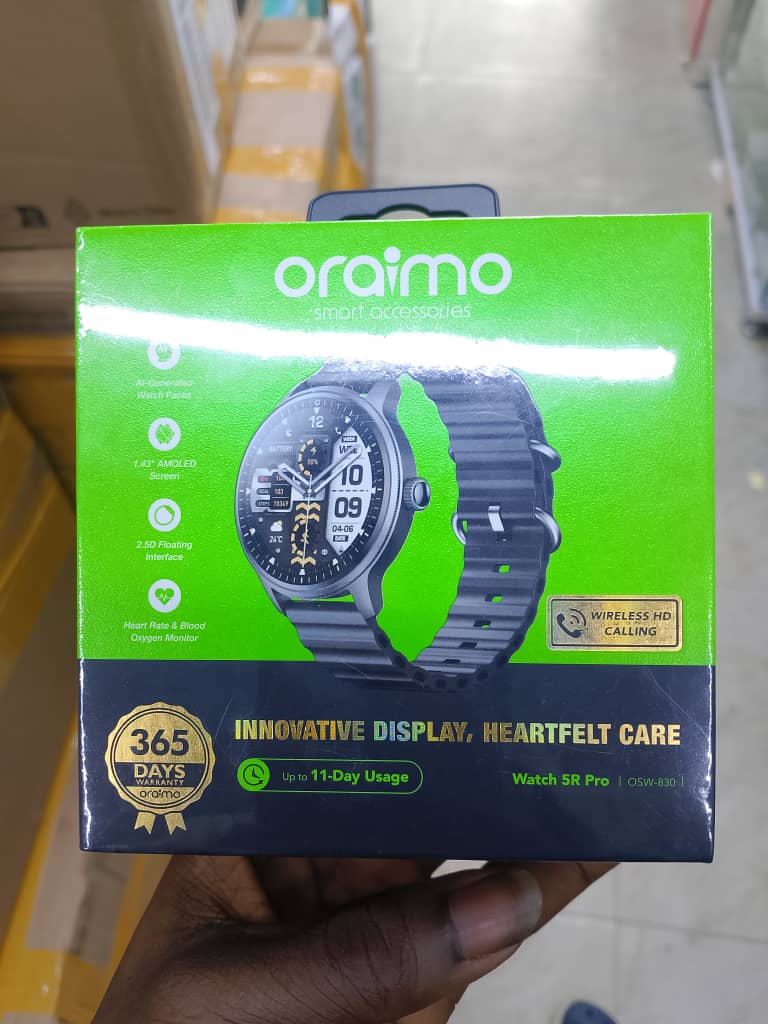 oraimo
smart accessories
AI-Generated
Watch Faces
1.43" AMOLED
Screen
2.5D Floating
Interface
Heart Rate & Blood
Oxygen Monitor
12
BATTERY
WEEK
WED
10
09
04-06
DATE
24°C
WIRELESS HD
CALLING
365
DAYS
WARRANTY
oraimo
INNOVATIVE DISPLAY, HEARTFELT CARE
Up to 11-Day Usage
Watch 5R Pro | OSW-830 |